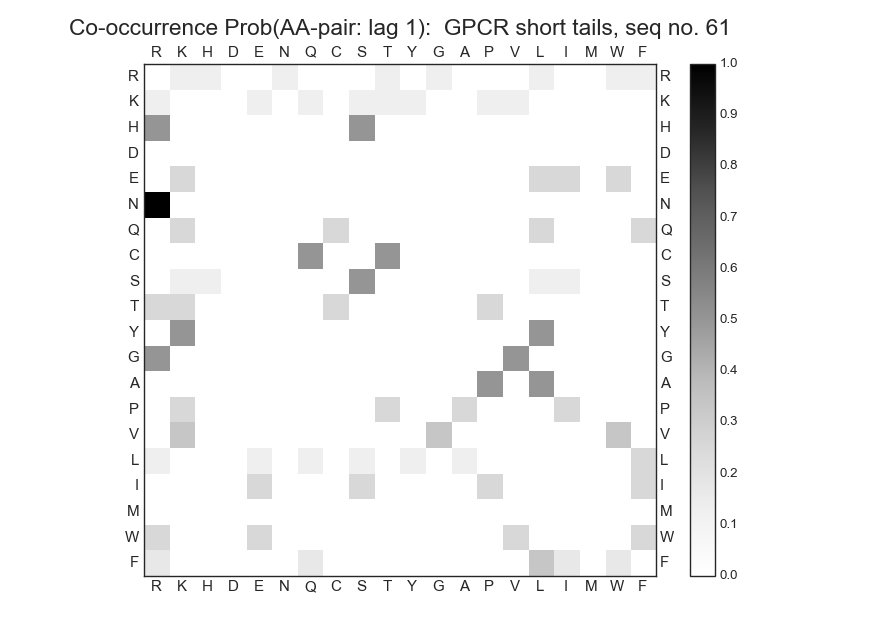 Co-occurrence Prob(AA-pair: lag 1):  GPCR short tails, seq no. 61
R K H D E N Q C S T Y G A P V L I M W F
R R
K K
H H
D D
E E
N N
Q Q
C C
S S
T T
Y Y
G G
A A
P P
V V
L L
I I
M M
W W
F F
R K H D E N Q C S T Y G A P V L I M W F
1.0
0.9
0.8
0.7
0.6
0.5
0.4
0.3
0.2
0.1
0.0